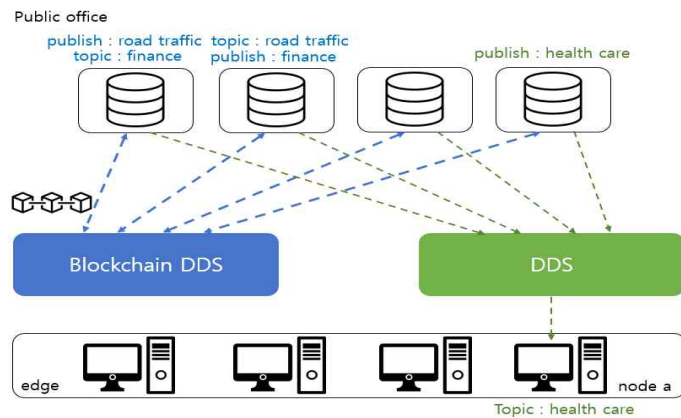 Public office
publish : road traffic
topic : finance
topic : road traffic
publish : finance
publish : health care
Blockchain DDS
DDS
edge
node a
Topic : health care